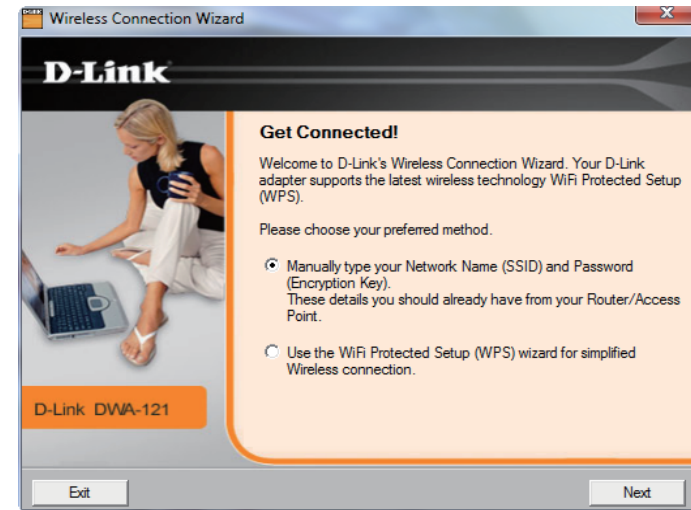 Wireless Connection Wizard
D-Link
Get Connected!
Welcome to D-Link's Wireless Connection Wizard. Your D-Link
adapter supports the latest wireless technology WiFi Protected Setup
(WPS).
Please choose your preferred method.
Manually type your Network Name (SSID) and Password
(Encryption Key).
These details you should already have from your Router/Access
Point.
Use the WiFi Protected Setup (WPS) wizard for simplified
Wireless connection.
D-Link DWA-121
Exit
Next